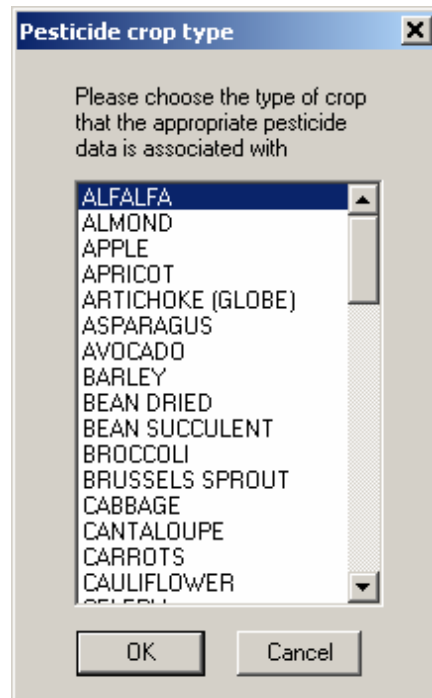 Pesticide crop type
Please choose the type of crop
that the appropriate pesticide
data is associated with
ALFALFA
ALMOND
APPLE
APRICOT
ARTICHOKE (GLOBE)
ASPARAGUS
AVOCADO
BARLEY
BEAN DRIED
BEAN SUCCULENT
BROCCOLI
BRUSSELS SPROUT
CABBAGE
CANTALOUPE
CARROTS
CAULIFLOWER
OK
Cancel